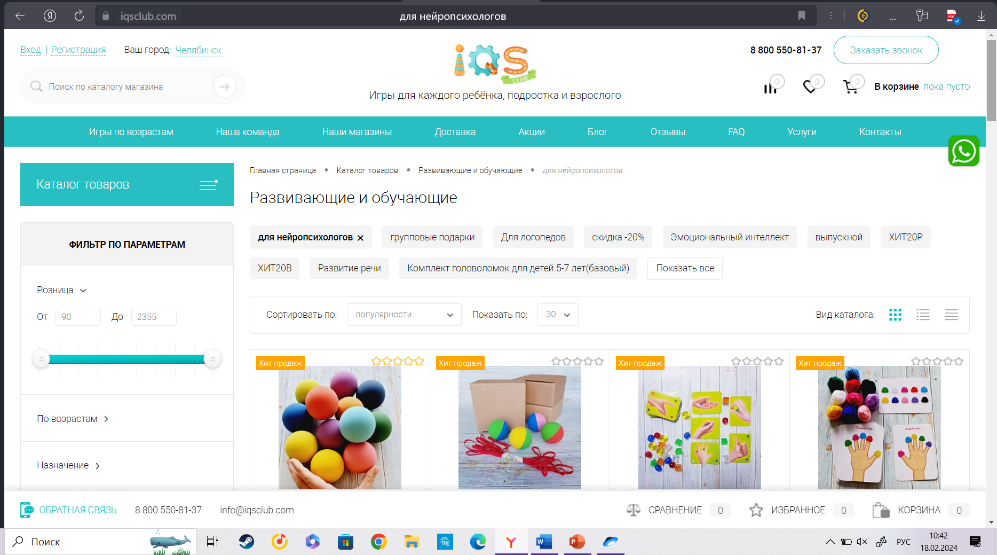 iqsclub.com
для нейропсихологов
Вход | Регистрация
Ваш город: Челябинск
IQS CLUB
8 800 550-81-37
Заказать звонок
Поиск по каталогу магазина
Игры для каждого ребёнка, подростка и взрослого
0 0 0
В корзине пока пусто
Игры по возрастам Наша команда Наши магазины Доставка Акции Блог Отзывы FAQ Услуги Контакты
Каталог товаров
Главная страница • Каталог товаров • Развивающие и обучающие • для нейропсихологов
Развивающие и обучающие
ФИЛЬТР ПО ПАРАМЕТРАМ
для нейропсихологов × групповые подарки Для логопедов скидка -20% Эмоциональный интеллект выпускной ХИТ20Р
ХИТ20В Развитие речи Комплект головоломок для детей 5-7 лет(базовый) Показать все
Розница
От 90 До 2355
Сортировать по: популярности Показать по: 30 Вид каталога:
Хит продаж Хит продаж Хит продаж Хит продаж
По возрастам
Назначение
ОБРАТНАЯ СВЯЗЬ 8 800 550-81-37 info@iqsclub.com СРАВНЕНИЕ 0 ИЗБРАННОЕ 0 КОРЗИНА 0
Поиск
РУС
10:42
18.02.2024